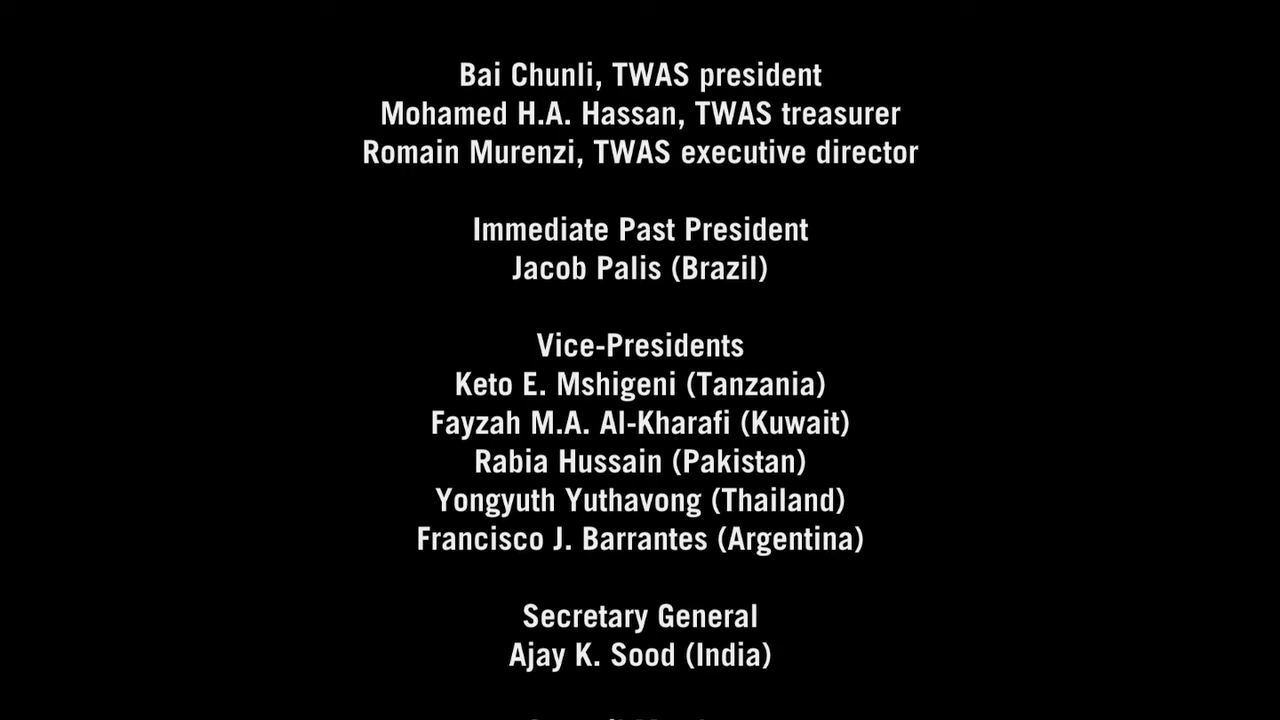 Bai Chunli, TWAS president
Mohamed H.A. Hassan, TWAS treasurer
Romain Murenzi, TWAS executive director
Immediate Past President
Jacob Palis (Brazil)
Vice-Presidents
Keto E. Mshigeni (Tanzania)
Fayzah M.A. Al-Kharafi (Kuwait)
Rabia Hussain (Pakistan)
Yongyuth Yuthavong (Thailand)
Francisco J. Barrantes (Argentina)
Secretary General
Ajay K. Sood (India)